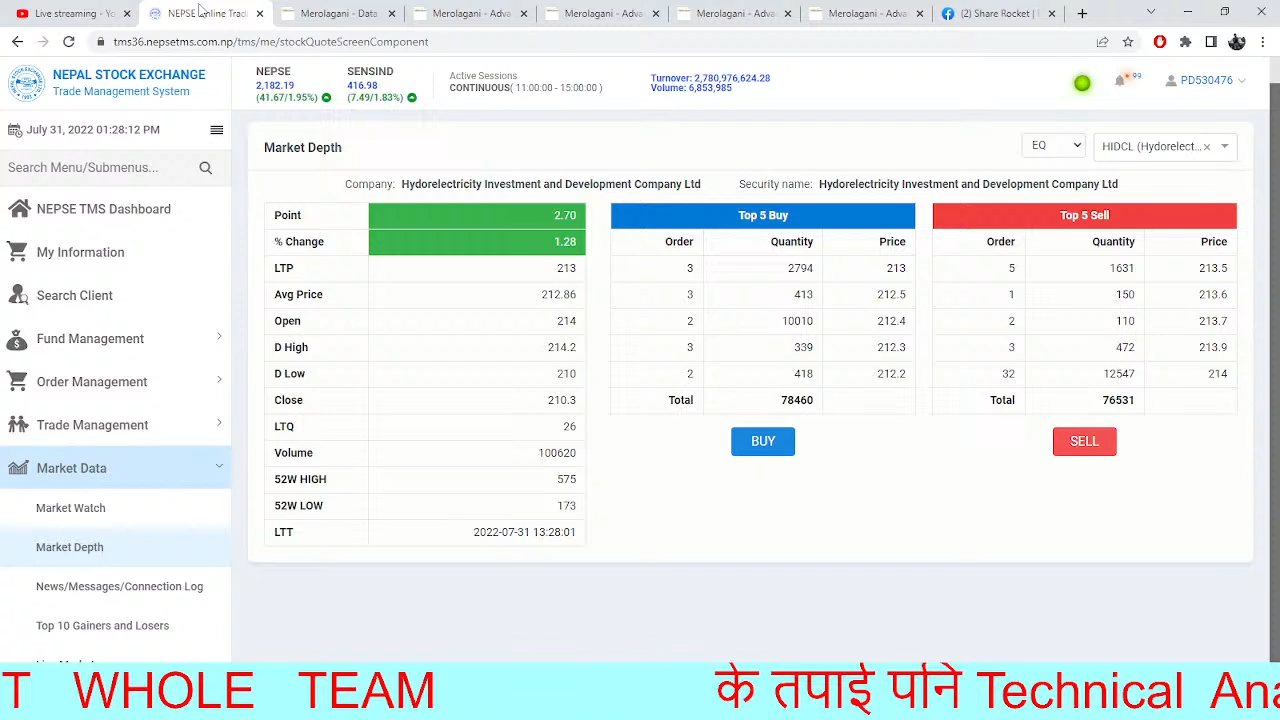 Live streaming - Yo
NEPSE Online Tradi
Merolagani - Data
Merolagani - Adva
Merolagani - Adva
Merolagani - Adva
Merolagani - Adva
(2) Share Rocket [
tms36.nepsetms.com.np/tms/me/stockQuoteScreenComponent
NEPAL STOCK EXCHANGE
Trade Management System
NEPSE
2,182.19
(41.67/1.95%)
SENSIND
416.98
(7.49/1.83%)
Active Sessions
CONTINUOUS( 11:00:00 - 15:00:00 )
Turnover: 2,780,976,624.28
Volume: 6,853,985
99
PD530476
July 31, 2022 01:28:12 PM
Search Menu/Submenus...
NEPSE TMS Dashboard
My Information
Search Client
Fund Management
Order Management
Trade Management
Market Data
Market Watch
Market Depth
News/Messages/Connection Log
Top 10 Gainers and Losers
Market Depth
EQ
HIDCL (Hydorelect...
Company: Hydorelectricity Investment and Development Company Ltd
Security name: Hydorelectricity Investment and Development Company Ltd
Point 2.70
% Change 1.28
LTP 213
Avg Price 212.86
Open 214
D High 214.2
D Low 210
Close 210.3
LTQ 26
Volume 100620
52W HIGH 575
52W LOW 173
LTT 2022-07-31 13:28:01
Top 5 Buy
Order Quantity Price
3 2794 213
3 413 212.5
2 10010 212.4
3 339 212.3
2 418 212.2
Total 78460
BUY
Top 5 Sell
Order Quantity Price
5 1631 213.5
1 150 213.6
2 110 213.7
3 472 213.9
32 12547 214
Total 76531
SELL
T WHOLE TEAM के तपाई पनि Technical Ana